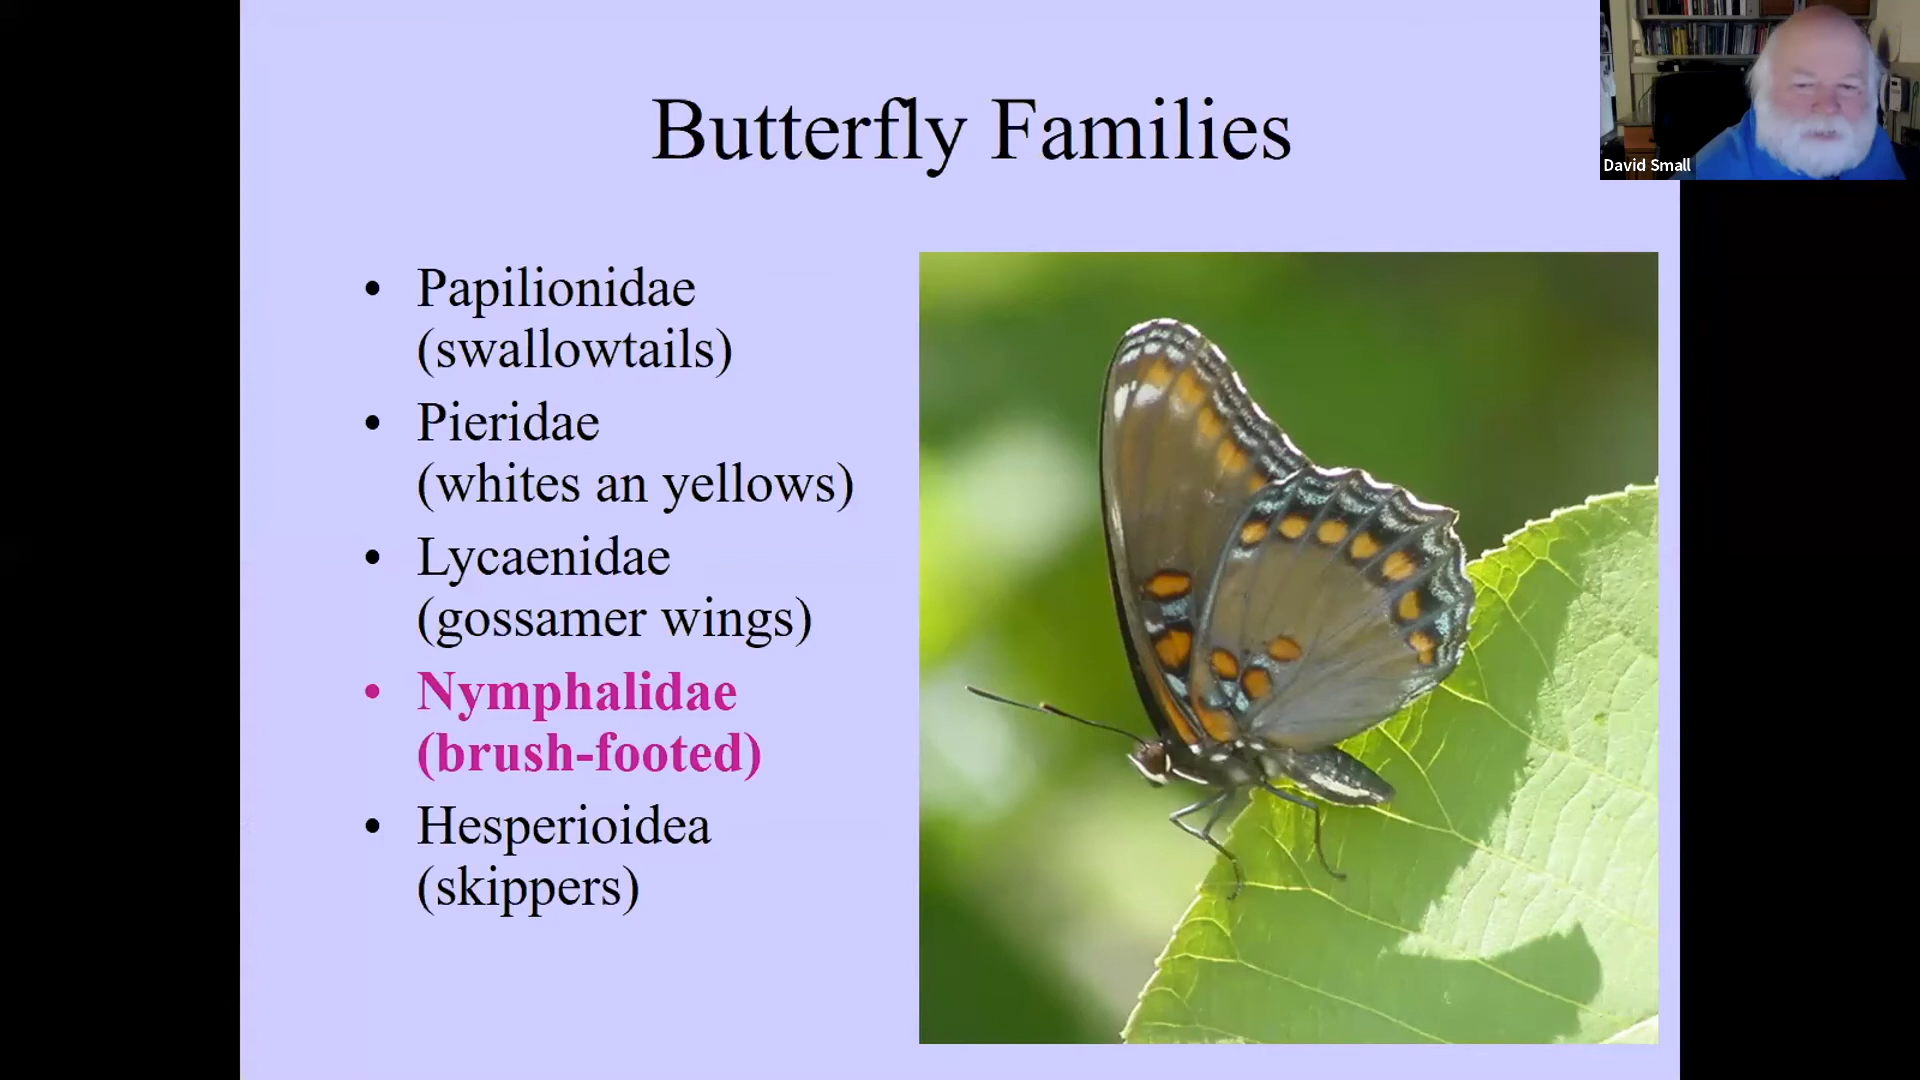 Butterfly Families
David Small
• Papilionidae
(swallowtails)
• Pieridae
(whites an yellows)
• Lycaenidae
(gossamer wings)
• Nymphalidae
(brush-footed)
• Hesperioidea
(skippers)